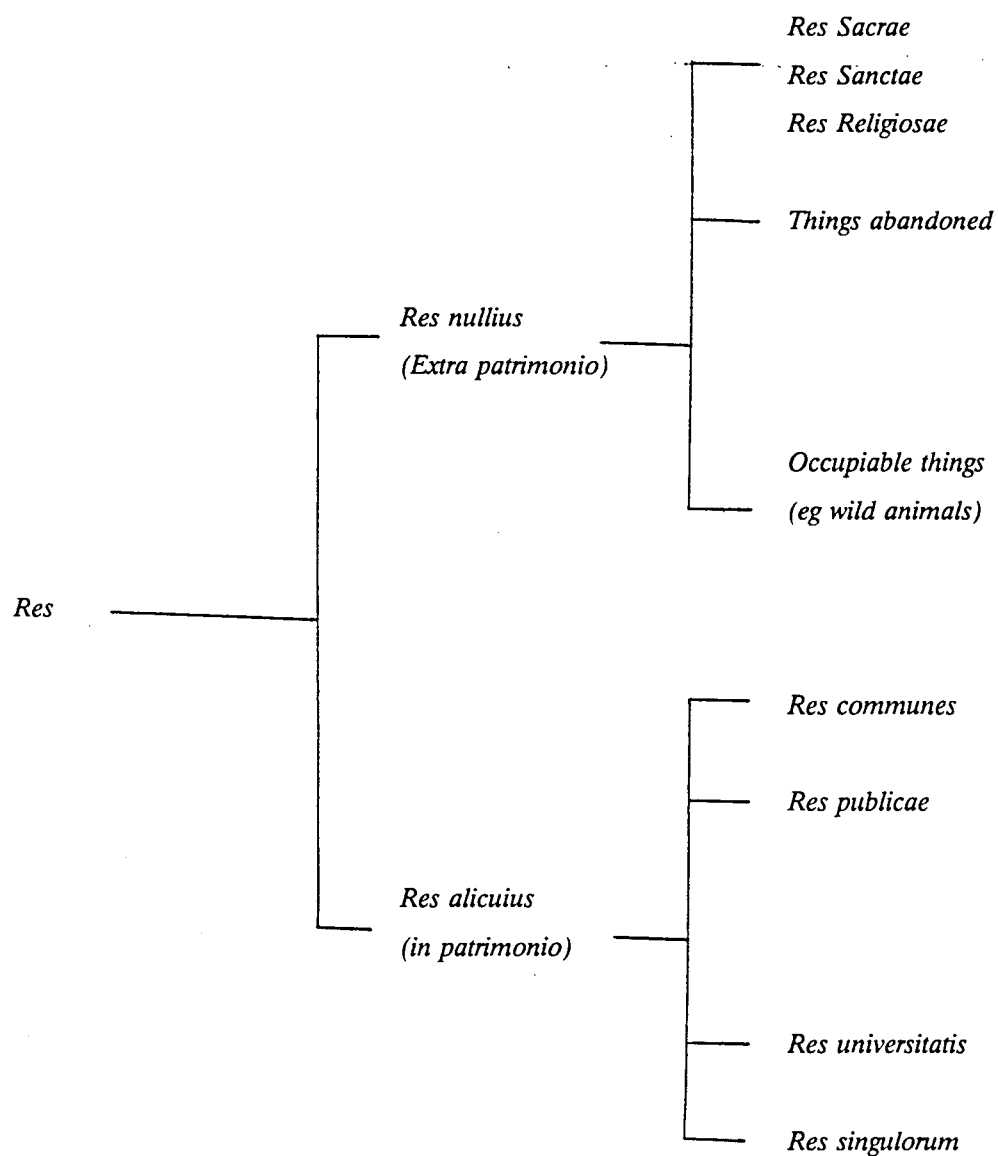 Res Sacrae
Res Sanctae
Res Religiosae
Things abandoned
Res nullius
(Extra patrimonio)
Occupiable things
(eg wild animals)
Res
Res communes
Res publicae
Res alicuius
(in patrimonio)
Res universitatis
Res singulorum